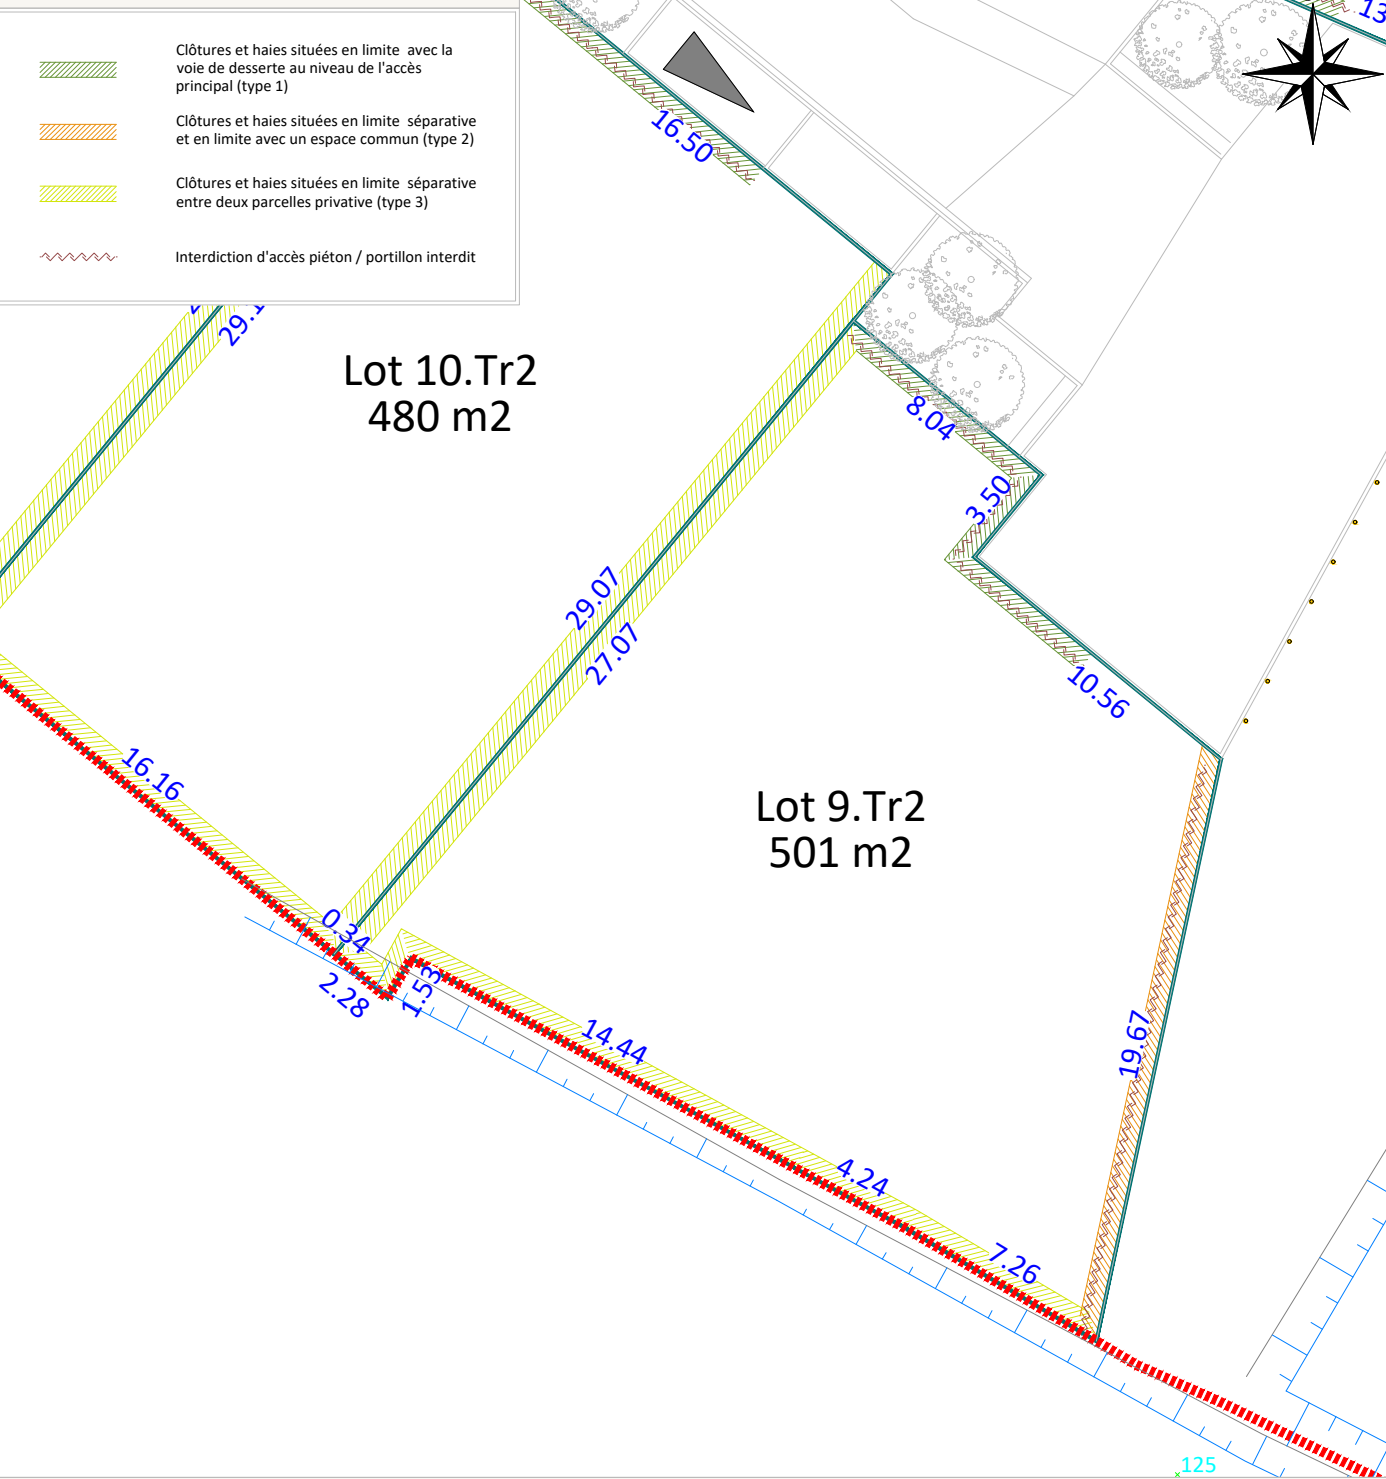 Clôtures et haies situées en limite  avec la
voie de desserte au niveau de l'accès
principal (type 1)
Clôtures et haies situées en limite  séparative
et en limite avec un espace commun (type 2)
Clôtures et haies situées en limite  séparative
entre deux parcelles privative (type 3)
Interdiction d'accès piéton / portillon interdit
16.50
Lot 10.Tr2
480 m2
8.04
3.50
29.07
27.07
10.56
16.16
Lot 9.Tr2
501 m2
0.34
2.28
1.53
14.44
19.67
4.24
7.26
125